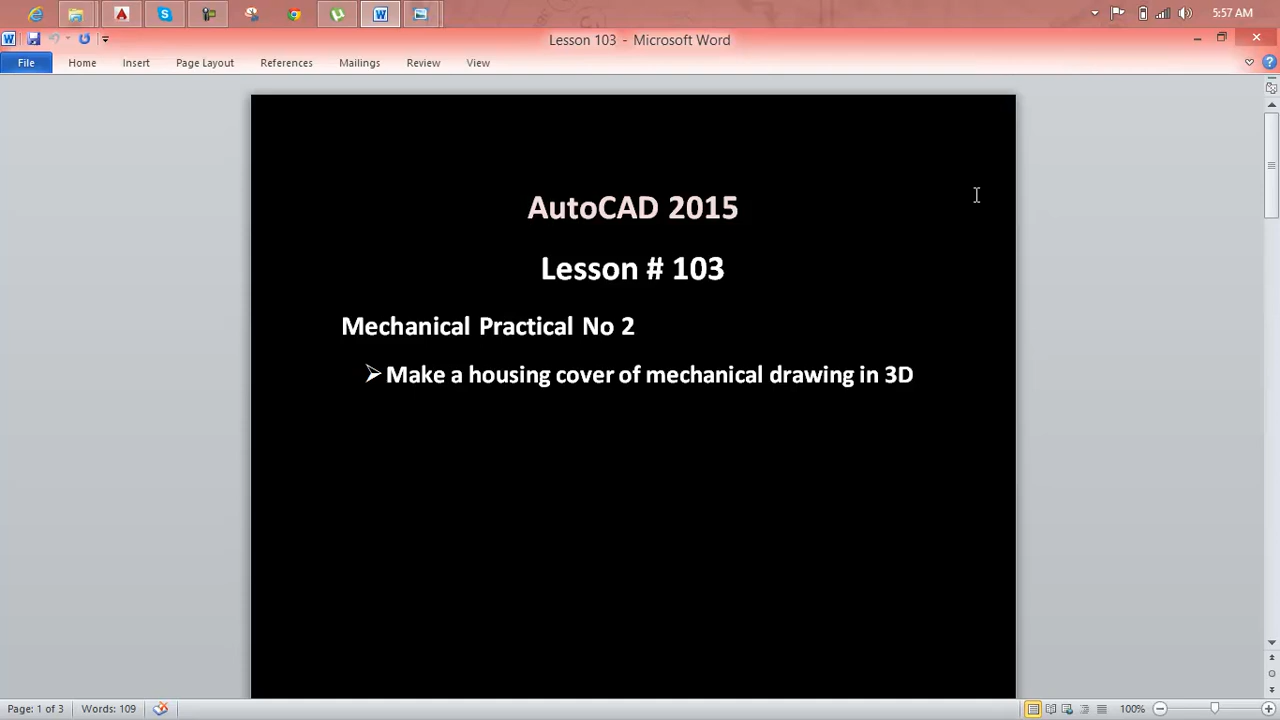 5:57 AM
Lesson 103 - Microsoft Word
File Home Insert Page Layout References Mailings Review View
AutoCAD 2015
Lesson # 103
Mechanical Practical No 2
➢ Make a housing cover of mechanical drawing in 3D
Page: 1 of 3 Words: 109 100%